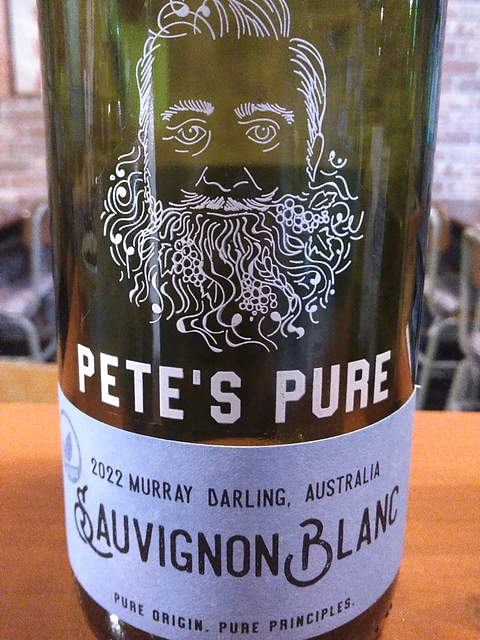 PETE'S PURE
2022 MURRAY DARLING, AUSTRALIA
SAUVIGNON BLANC
PURE ORIGIN. PURE PRINCIPLES.